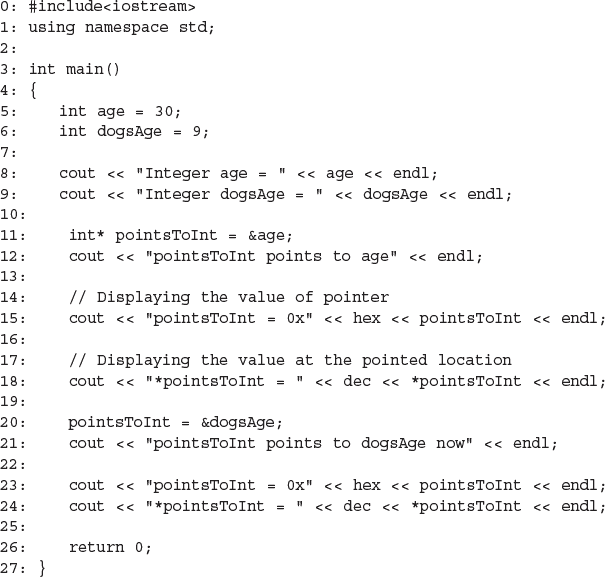 0: #include<iostream>
1: using namespace std;
2:
3: int main()
4: {
5:    int age = 30;
6:    int dogsAge = 9;
7:
8:    cout << "Integer age = " << age << endl;
9:    cout << "Integer dogsAge = " << dogsAge << endl;
10:
11:    int* pointsToInt = &age;
12:    cout << "pointsToInt points to age" << endl;
13:
14:    // Displaying the value of pointer
15:    cout << "pointsToInt = 0x" << hex << pointsToInt << endl;
16:
17:    // Displaying the value at the pointed location
18:    cout << "*pointsToInt = " << dec << *pointsToInt << endl;
19:
20:    pointsToInt = &dogsAge;
21:    cout << "pointsToInt points to dogsAge now" << endl;
22:
23:    cout << "pointsToInt = 0x" << hex << pointsToInt << endl;
24:    cout << "*pointsToInt = " << dec << *pointsToInt << endl;
25:
26:    return 0;
27: }